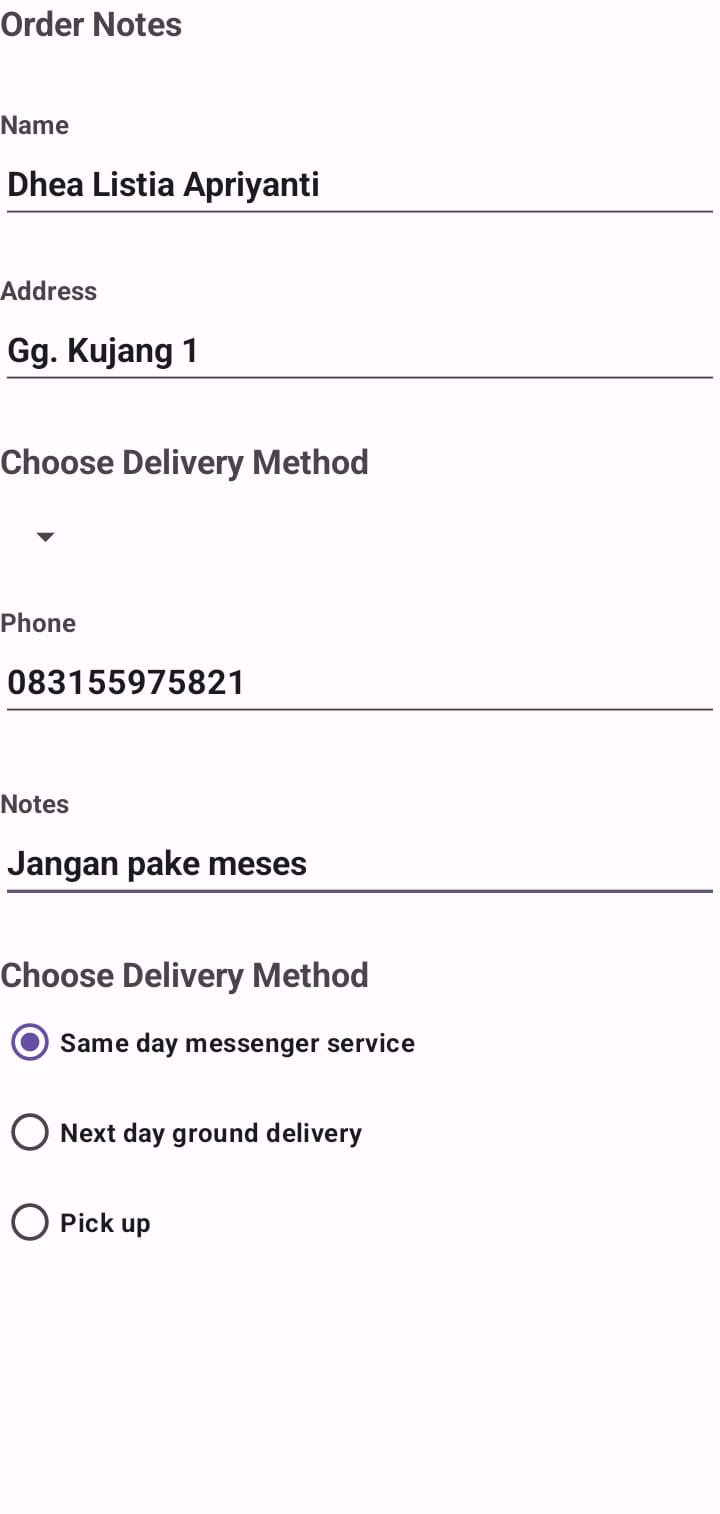 Order Notes
Name
Dhea Listia Apriyanti
Address
Gg. Kujang 1
Choose Delivery Method
Phone
083155975821
Notes
Jangan pake meses
Choose Delivery Method
Same day messenger service
Next day ground delivery
Pick up